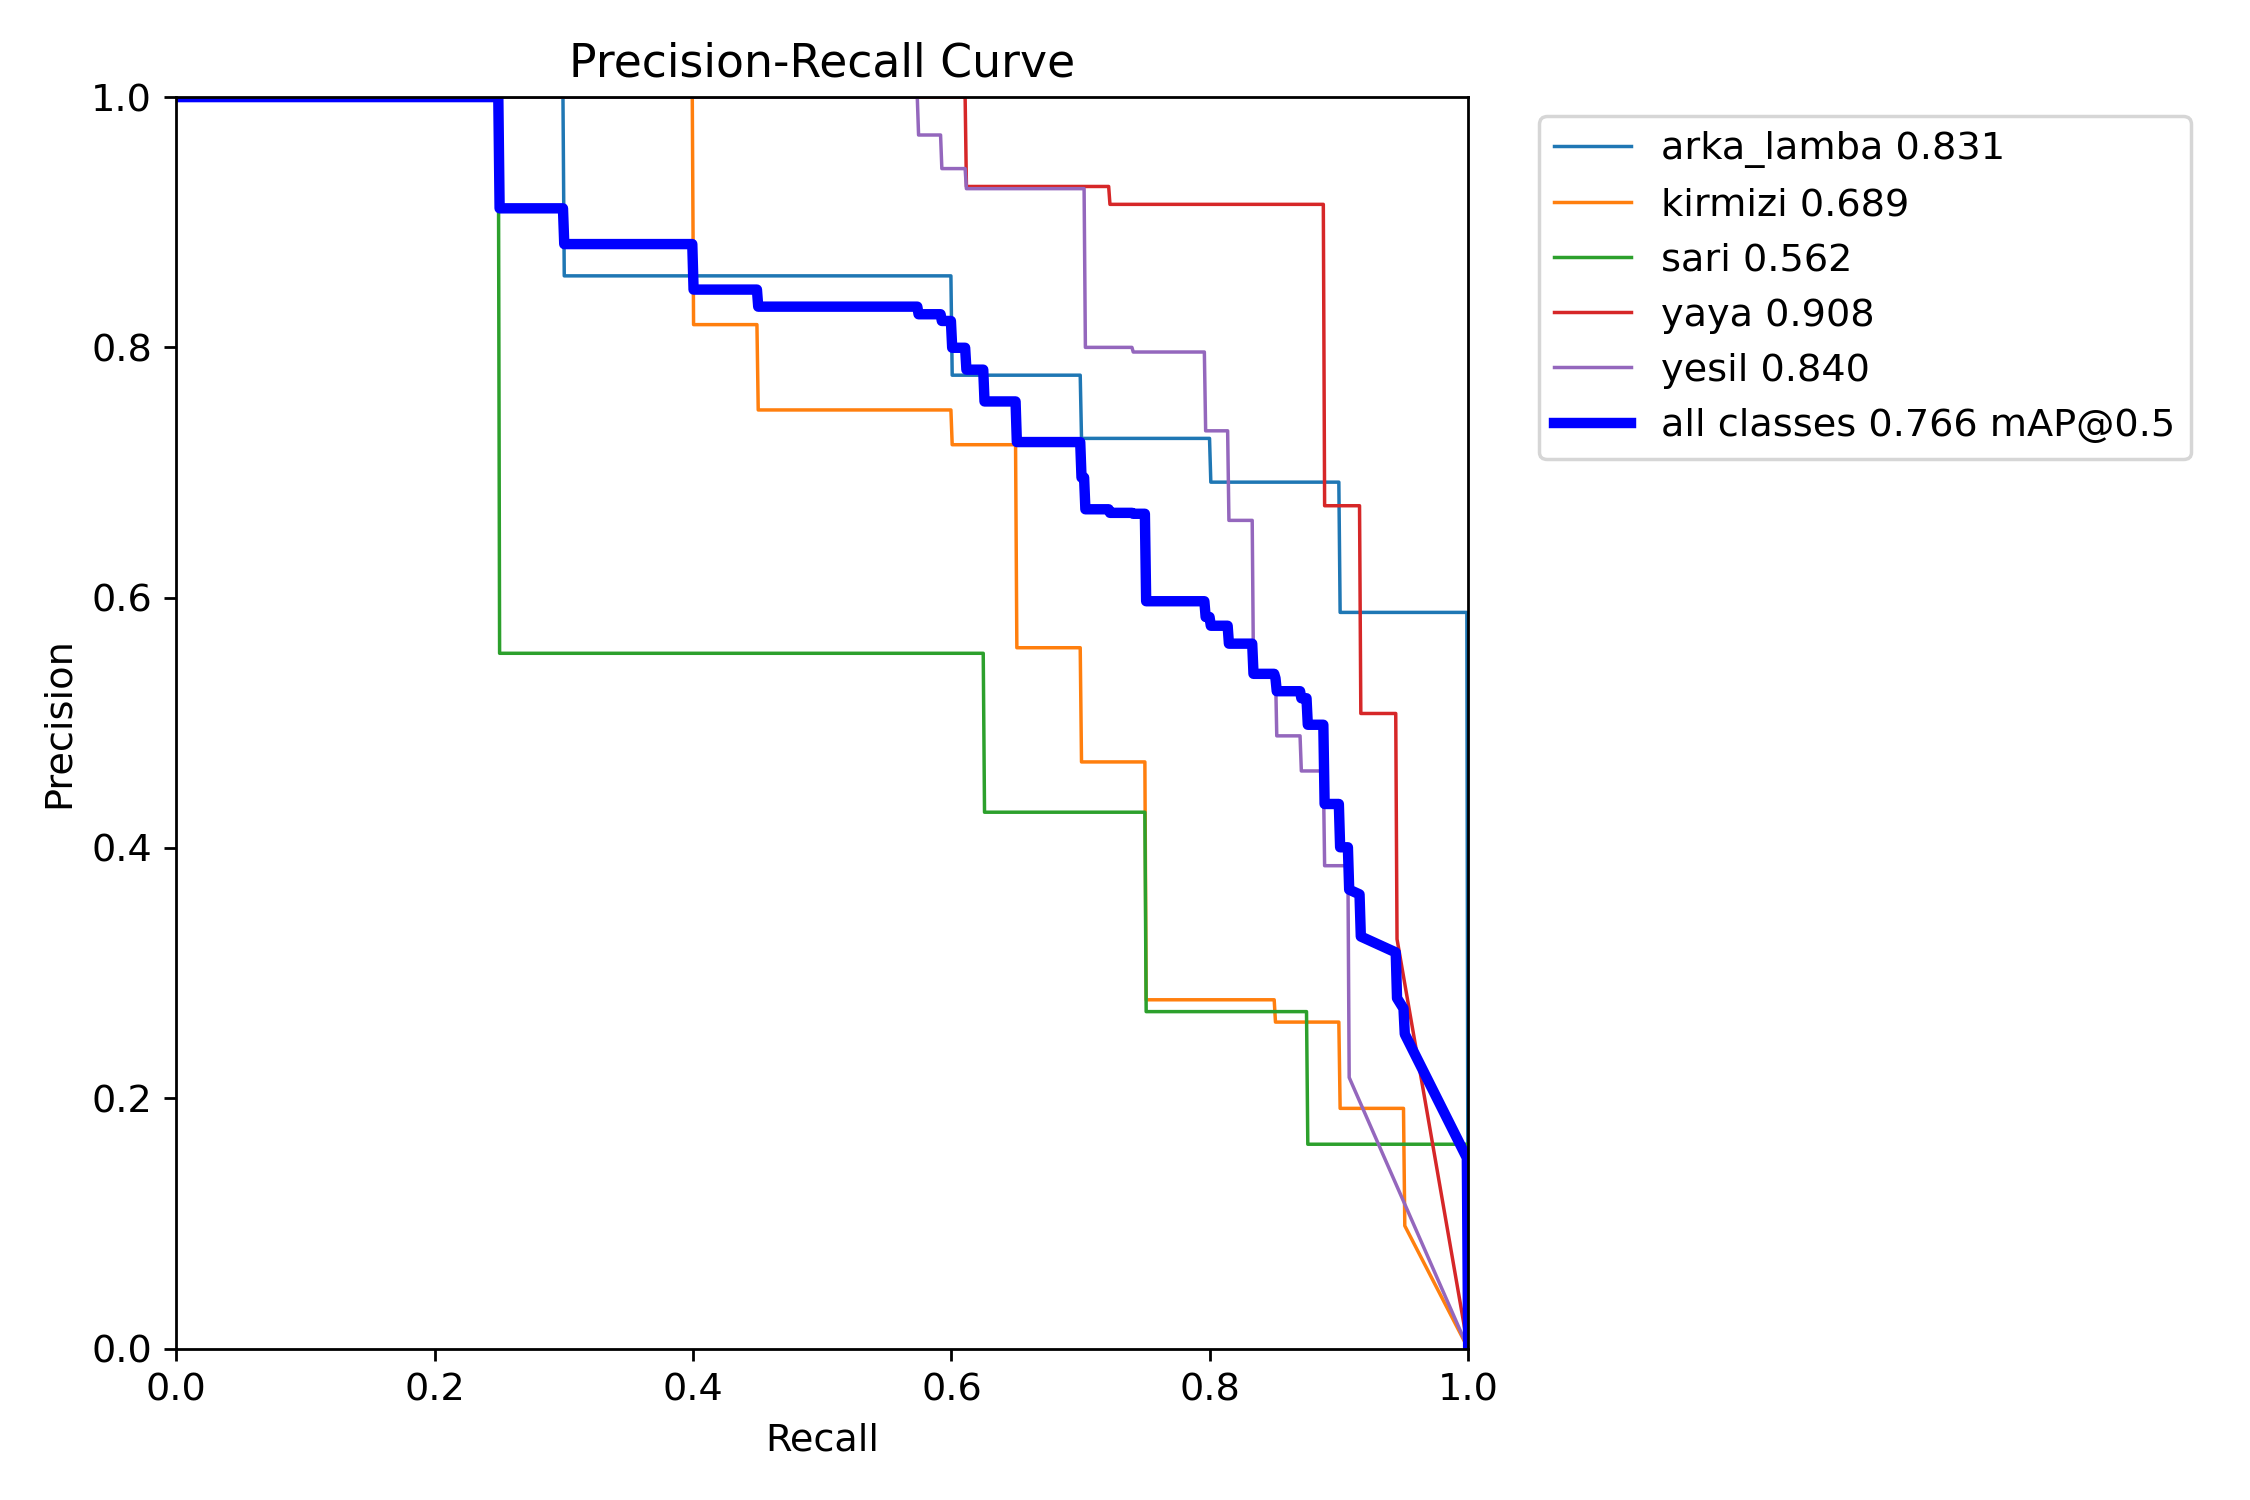 Precision-Recall Curve
1.0
0.8
0.6
0.4
0.2
0.0
Precision
0.0 0.2 0.4 0.6 0.8 1.0
Recall
arka_lamba 0.831
kirmizi 0.689
sari 0.562
yaya 0.908
yesil 0.840
all classes 0.766 mAP@0.5